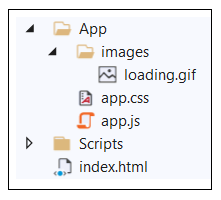 App
images
loading.gif
app.css
app.js
Scripts
index.html